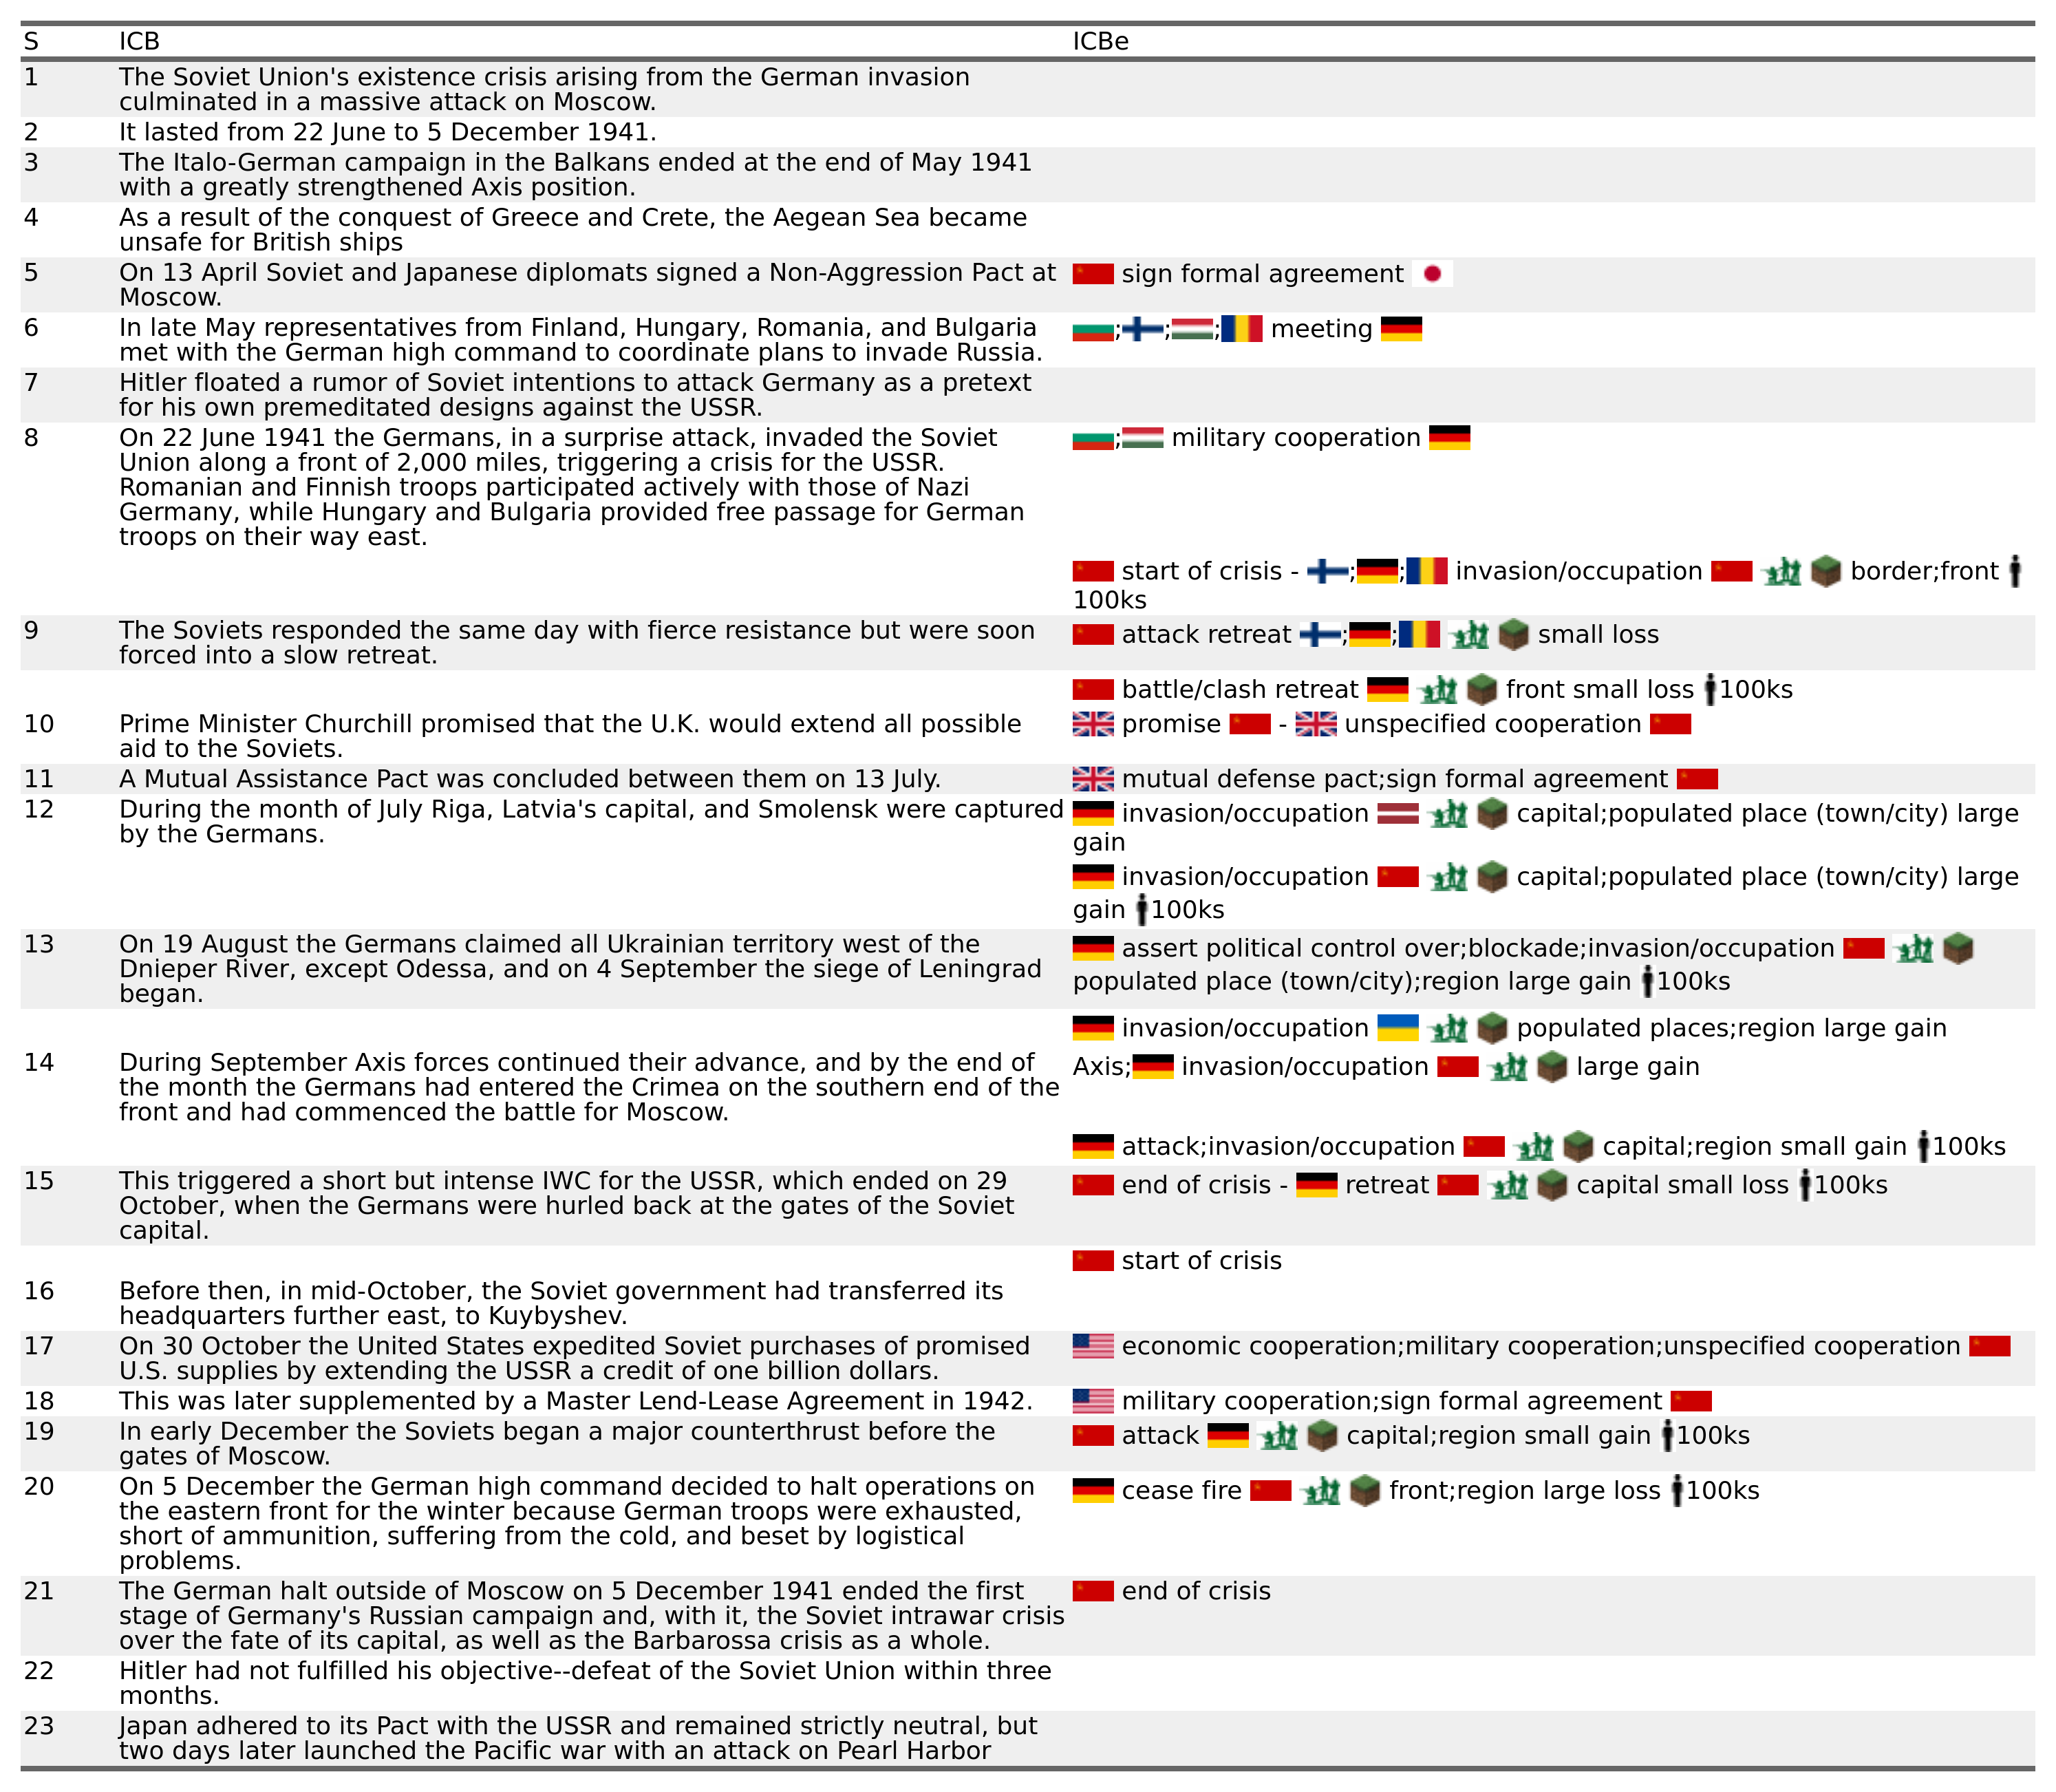 S ICB ICBe
1 The Soviet Union's existence crisis arising from the German invasion
culminated in a massive attack on Moscow.
2 It lasted from 22 June to 5 December 1941.
3 The Italo-German campaign in the Balkans ended at the end of May 1941
with a greatly strengthened Axis position.
4 As a result of the conquest of Greece and Crete, the Aegean Sea became
unsafe for British ships
5 On 13 April Soviet and Japanese diplomats signed a Non-Aggression Pact at
Moscow.
sign formal agreement
6 In late May representatives from Finland, Hungary, Romania, and Bulgaria
met with the German high command to coordinate plans to invade Russia.
;;; meeting
7 Hitler floated a rumor of Soviet intentions to attack Germany as a pretext
for his own premeditated designs against the USSR.
8 On 22 June 1941 the Germans, in a surprise attack, invaded the Soviet
Union along a front of 2,000 miles, triggering a crisis for the USSR.
Romanian and Finnish troops participated actively with those of Nazi
Germany, while Hungary and Bulgaria provided free passage for German
troops on their way east.
; military cooperation
start of crisis - ;; invasion/occupation border;front
100ks
9 The Soviets responded the same day with fierce resistance but were soon
forced into a slow retreat.
attack retreat ;; small loss
battle/clash retreat front small loss 100ks
10 Prime Minister Churchill promised that the U.K. would extend all possible
aid to the Soviets.
promise - unspecified cooperation
11 A Mutual Assistance Pact was concluded between them on 13 July.
mutual defense pact;sign formal agreement
12 During the month of July Riga, Latvia's capital, and Smolensk were captured
by the Germans.
invasion/occupation capital;populated place (town/city) large
gain
invasion/occupation capital;populated place (town/city) large
gain 100ks
13 On 19 August the Germans claimed all Ukrainian territory west of the
Dnieper River, except Odessa, and on 4 September the siege of Leningrad
began.
assert political control over;blockade;invasion/occupation
populated place (town/city);region large gain 100ks
invasion/occupation populated places;region large gain
14 During September Axis forces continued their advance, and by the end of
the month the Germans had entered the Crimea on the southern end of the
front and had commenced the battle for Moscow.
Axis; invasion/occupation large gain
attack;invasion/occupation capital;region small gain 100ks
15 This triggered a short but intense IWC for the USSR, which ended on 29
October, when the Germans were hurled back at the gates of the Soviet
capital.
end of crisis - retreat capital small loss 100ks
start of crisis
16 Before then, in mid-October, the Soviet government had transferred its
headquarters further east, to Kuybyshev.
17 On 30 October the United States expedited Soviet purchases of promised
U.S. supplies by extending the USSR a credit of one billion dollars.
economic cooperation;military cooperation;unspecified cooperation
18 This was later supplemented by a Master Lend-Lease Agreement in 1942.
military cooperation;sign formal agreement
19 In early December the Soviets began a major counterthrust before the
gates of Moscow.
attack capital;region small gain 100ks
20 On 5 December the German high command decided to halt operations on
the eastern front for the winter because German troops were exhausted,
short of ammunition, suffering from the cold, and beset by logistical
problems.
cease fire front;region large loss 100ks
21 The German halt outside of Moscow on 5 December 1941 ended the first
stage of Germany's Russian campaign and, with it, the Soviet intrawar crisis
over the fate of its capital, as well as the Barbarossa crisis as a whole.
end of crisis
22 Hitler had not fulfilled his objective--defeat of the Soviet Union within three
months.
23 Japan adhered to its Pact with the USSR and remained strictly neutral, but
two days later launched the Pacific war with an attack on Pearl Harbor